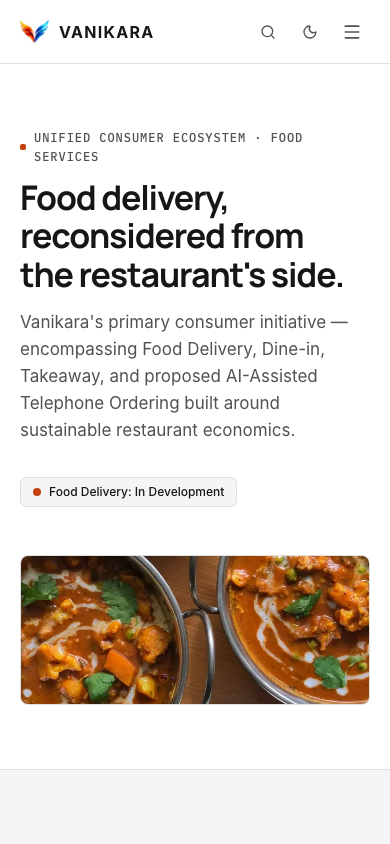 VANIKARA
UNIFIED CONSUMER ECOSYSTEM · FOOD
SERVICES
Food delivery,
reconsidered from
the restaurant's side.
Vanikara's primary consumer initiative —
encompassing Food Delivery, Dine-in,
Takeaway, and proposed AI-Assisted
Telephone Ordering built around
sustainable restaurant economics.
Food Delivery: In Development